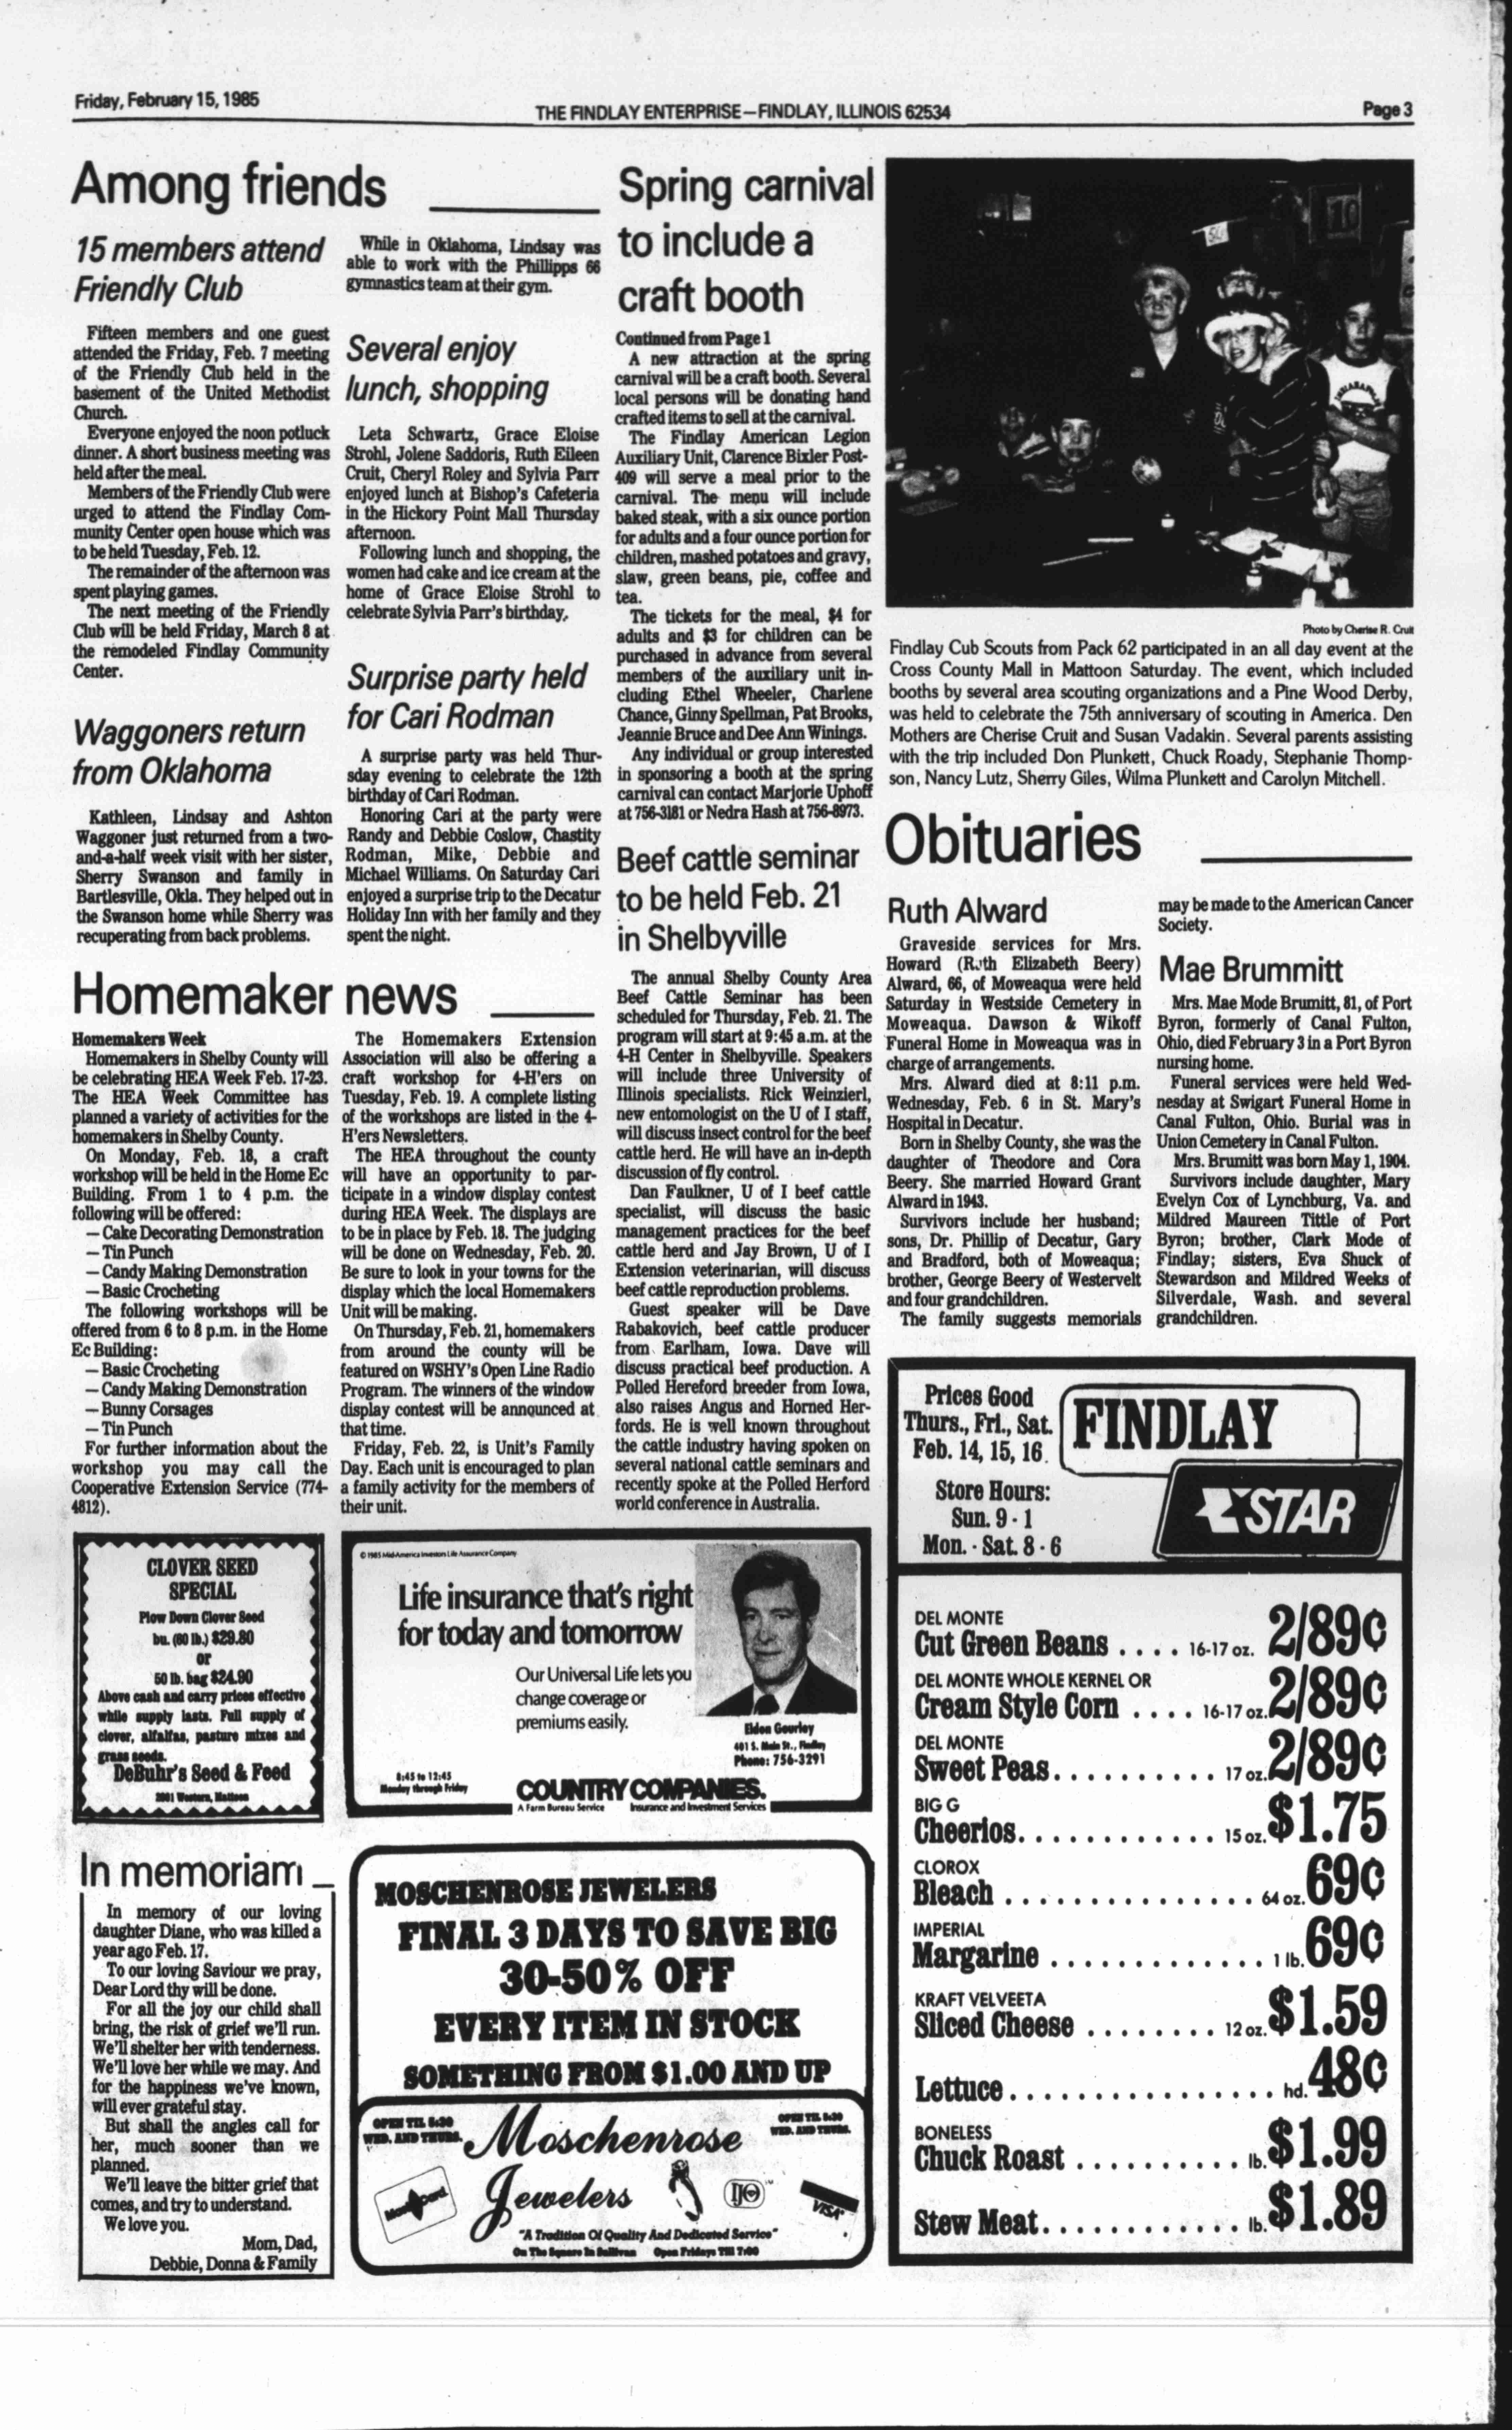 Friday, February 15, 1985
THE FINDLAY ENTERPRISE—FINDLAY, ILLINOIS 62534
Page 3
Among friends
15 members attend
Friendly Club
Fifteen members and one guest
attended the Friday, Feb. 7 meeting
of the Friendly Club held in the
basement of the United Methodist
Church.
Everyone enjoyed the noon potluck
dinner. A short business meeting was
held after the meal.
Members of the Friendly Club were
urged to attend the Findlay Com-
munity Center open house which was
to be held Tuesday, Feb. 12.
The remainder of the afternoon was
spent playing games.
The next meeting of the Friendly
Club will be held Friday, March 8 at
the remodeled Findlay Community
Center.
Waggoners return
from Oklahoma
Kathleen, Lindsay and Ashton
Waggoner just returned from a two-
and-a-half week visit with her sister,
Sherry Swanson and family in
Bartlesville, Okla. They helped out in
the Swanson home while Sherry was
recuperating from back problems.
While in Oklahoma, Lindsay was
able to work with the Phillipps 66
gymnastics team at their gym.
Several enjoy
lunch, shopping
Leta Schwartz, Grace Eloise
Strohl, Jolene Saddoris, Ruth Eileen
Cruit, Cheryl Roley and Sylvia Parr
enjoyed lunch at Bishop's Cafeteria
in the Hickory Point Mall Thursday
afternoon.
Following lunch and shopping, the
women had cake and ice cream at the
home of Grace Eloise Strohl to
celebrate Sylvia Parr's birthday.
Surprise party held
for Cari Rodman
A surprise party was held Thur-
sday evening to celebrate the 12th
birthday of Cari Rodman.
Honoring Cari at the party were
Randy and Debbie Coslow, Chastity
Rodman, Mike, Debbie and
Michael Williams. On Saturday Cari
enjoyed a surprise trip to the Decatur
Holiday Inn with her family and they
spent the night.
Homemaker news
Homemakers Week
Homemakers in Shelby County will
be celebrating HEA Week Feb. 17-23.
The HEA Week Committee has
planned a variety of activities for the
homemakers in Shelby County.
On Monday, Feb. 18, a craft
workshop will be held in the Home Ec
Building. From 1 to 4 p.m. the
following will be offered:
—Cake Decorating Demonstration
—Tin Punch
—Candy Making Demonstration
—Basic Crocheting
The following workshops will be
offered from 6 to 8 p.m. in the Home
Ec Building:
—Basic Crocheting
—Candy Making Demonstration
—Bunny Corsages
—Tin Punch
For further information about the
workshop you may call the
Cooperative Extension Service (774-
4812).
The Homemakers Extension
Association will also be offering a
craft workshop for 4-H'ers on
Tuesday, Feb. 19. A complete listing
of the workshops are listed in the 4-
H'ers Newsletters.
The HEA throughout the county
will have an opportunity to par-
ticipate in a window display contest
during HEA Week. The displays are
to be in place by Feb. 18. The judging
will be done on Wednesday, Feb. 20.
Be sure to look in your towns for the
display which the local Homemakers
Unit will be making.
On Thursday, Feb. 21, homemakers
from around the county will be
featured on WSHY's Open Line Radio
Program. The winners of the window
display contest will be announced at
that time.
Friday, Feb. 22, is Unit's Family
Day. Each unit is encouraged to plan
a family activity for the members of
their unit.
Spring carnival
to include a
craft booth
Continued from Page 1
A new attraction at the spring
carnival will be a craft booth. Several
local persons will be donating hand
crafted items to sell at the carnival.
The Findlay American Legion
Auxiliary Unit, Clarence Bixler Post-
409 will serve a meal prior to the
carnival. The menu will include
baked steak, with a six ounce portion
for adults and a four ounce portion for
children, mashed potatoes and gravy,
slaw, green beans, pie, coffee and
tea.
The tickets for the meal, $4 for
adults and $3 for children can be
purchased in advance from several
members of the auxiliary unit in-
cluding Ethel Wheeler, Charlene
Chance, Ginny Spellman, Pat Brooks,
Jeannie Bruce and Dee Ann Winings.
Any individual or group interested
in sponsoring a booth at the spring
carnival can contact Marjorie Uphoff
at 756-3181 or Nedra Hash at 756-8973.
Beef cattle seminar
to be held Feb. 21
in Shelbyville
The annual Shelby County Area
Beef Cattle Seminar has been
scheduled for Thursday, Feb. 21. The
program will start at 9:45 a.m. at the
4-H Center in Shelbyville. Speakers
will include three University of
Illinois specialists. Rick Weinzierl,
new entomologist on the U of I staff,
will discuss insect control for the beef
cattle herd. He will have an in-depth
discussion of fly control.
Dan Faulkner, U of I beef cattle
specialist, will discuss the basic
management practices for the beef
cattle herd and Jay Brown, U of I
Extension veterinarian, will discuss
beef cattle reproduction problems.
Guest speaker will be Dave
Rabakovich, beef cattle producer
from Earlham, Iowa. Dave will
discuss practical beef production. A
Polled Hereford breeder from Iowa,
also raises Angus and Horned Her-
fords. He is well known throughout
the cattle industry having spoken on
several national cattle seminars and
recently spoke at the Polled Herford
world conference in Australia.
50
10
Photo by Cherise R. Cruit
Findlay Cub Scouts from Pack 62 participated in an all day event at the
Cross County Mall in Mattoon Saturday. The event, which included
booths by several area scouting organizations and a Pine Wood Derby,
was held to celebrate the 75th anniversary of scouting in America. Den
Mothers are Cherise Cruit and Susan Vadakin. Several parents assisting
with the trip included Don Plunkett, Chuck Roady, Stephanie Thomp-
son, Nancy Lutz, Sherry Giles, Wilma Plunkett and Carolyn Mitchell.
Obituaries
Ruth Alward
Graveside services for Mrs.
Howard (Ruth Elizabeth Beery)
Alward, 66, of Moweaqua were held
Saturday in Westside Cemetery in
Moweaqua. Dawson & Wikoff
Funeral Home in Moweaqua was in
charge of arrangements.
Mrs. Alward died at 8:11 p.m.
Wednesday, Feb. 6 in St. Mary's
Hospital in Decatur.
Born in Shelby County, she was the
daughter of Theodore and Cora
Beery. She married Howard Grant
Alward in 1943.
Survivors include her husband;
sons, Dr. Phillip of Decatur, Gary
and Bradford, both of Moweaqua;
brother, George Beery of Westervelt
and four grandchildren.
The family suggests memorials
may be made to the American Cancer
Society.
Mae Brummitt
Mrs. Mae Mode Brumitt, 81, of Port
Byron, formerly of Canal Fulton,
Ohio, died February 3 in a Port Byron
nursing home.
Funeral services were held Wed-
nesday at Swigart Funeral Home in
Canal Fulton, Ohio. Burial was in
Union Cemetery in Canal Fulton.
Mrs. Brumitt was born May 1, 1904.
Survivors include daughter, Mary
Evelyn Cox of Lynchburg, Va. and
Mildred Maureen Tittle of Port
Byron; brother, Clark Mode of
Findlay; sisters, Eva Shuck of
Stewardson and Mildred Weeks of
Silverdale, Wash. and several
grandchildren.
CLOVER SEED
SPECIAL
Plow Down Clover Seed
bu. (60 lb.) $29.80
or
50 lb. bag $24.90
Above cash and carry prices effective
while supply lasts. Full supply of
clover, alfalfas, pasture mixes and
grass seeds.
DeBuhr's Seed & Feed
2001 Western, Mattoon
© 1985 Mid-America Investors Life Assurance Company
Life insurance that's right
for today and tomorrow
Our Universal Life lets you
change coverage or
premiums easily.
Eldon Gourley
401 S. Main St., Findlay
Phone: 756-3291
8:45 to 12:45
Monday through Friday
COUNTRY COMPANIES.
A Farm Bureau Service
Insurance and Investment Services
In memoriam
In memory of our loving
daughter Diane, who was killed a
year ago Feb. 17.
To our loving Saviour we pray,
Dear Lord thy will be done.
For all the joy our child shall
bring, the risk of grief we'll run.
We'll shelter her with tenderness.
We'll love her while we may. And
for the happiness we've known,
will ever grateful stay.
But shall the angles call for
her, much sooner than we
planned.
We'll leave the bitter grief that
comes, and try to understand.
We love you.
Mom, Dad,
Debbie, Donna & Family
MOSCHENROSE JEWELERS
FINAL 3 DAYS TO SAVE BIG
30-50% OFF
EVERY ITEM IN STOCK
SOMETHING FROM $1.00 AND UP
OPEN TIL 8:30
WED. AND THURS.
Moschenrose
Jewelers
OPEN TIL 8:30
WED. AND THURS.
MasterCard
IJO
VISA
"A Tradition Of Quality And Dedicated Service"
On The Square In Sullivan Open Fridays Till 7:00
Prices Good
Thurs., Fri., Sat.
Feb. 14, 15, 16
Store Hours:
Sun. 9 - 1
Mon. - Sat. 8 - 6
FINDLAY
STAR
DEL MONTE
Cut Green Beans .... 16-17 oz. 2/89¢
DEL MONTE WHOLE KERNEL OR
Cream Style Corn .... 16-17 oz. 2/89¢
DEL MONTE
Sweet Peas.......... 17 oz. 2/89¢
BIG G
Cheerios............ 15 oz. $1.75
CLOROX
Bleach ............... 64 oz. 69¢
IMPERIAL
Margarine ............. 1 lb. 69¢
KRAFT VELVEETA
Sliced Cheese ........ 12 oz. $1.59
Lettuce................ hd. 48¢
BONELESS
Chuck Roast .......... lb. $1.99
Stew Meat............ lb. $1.89